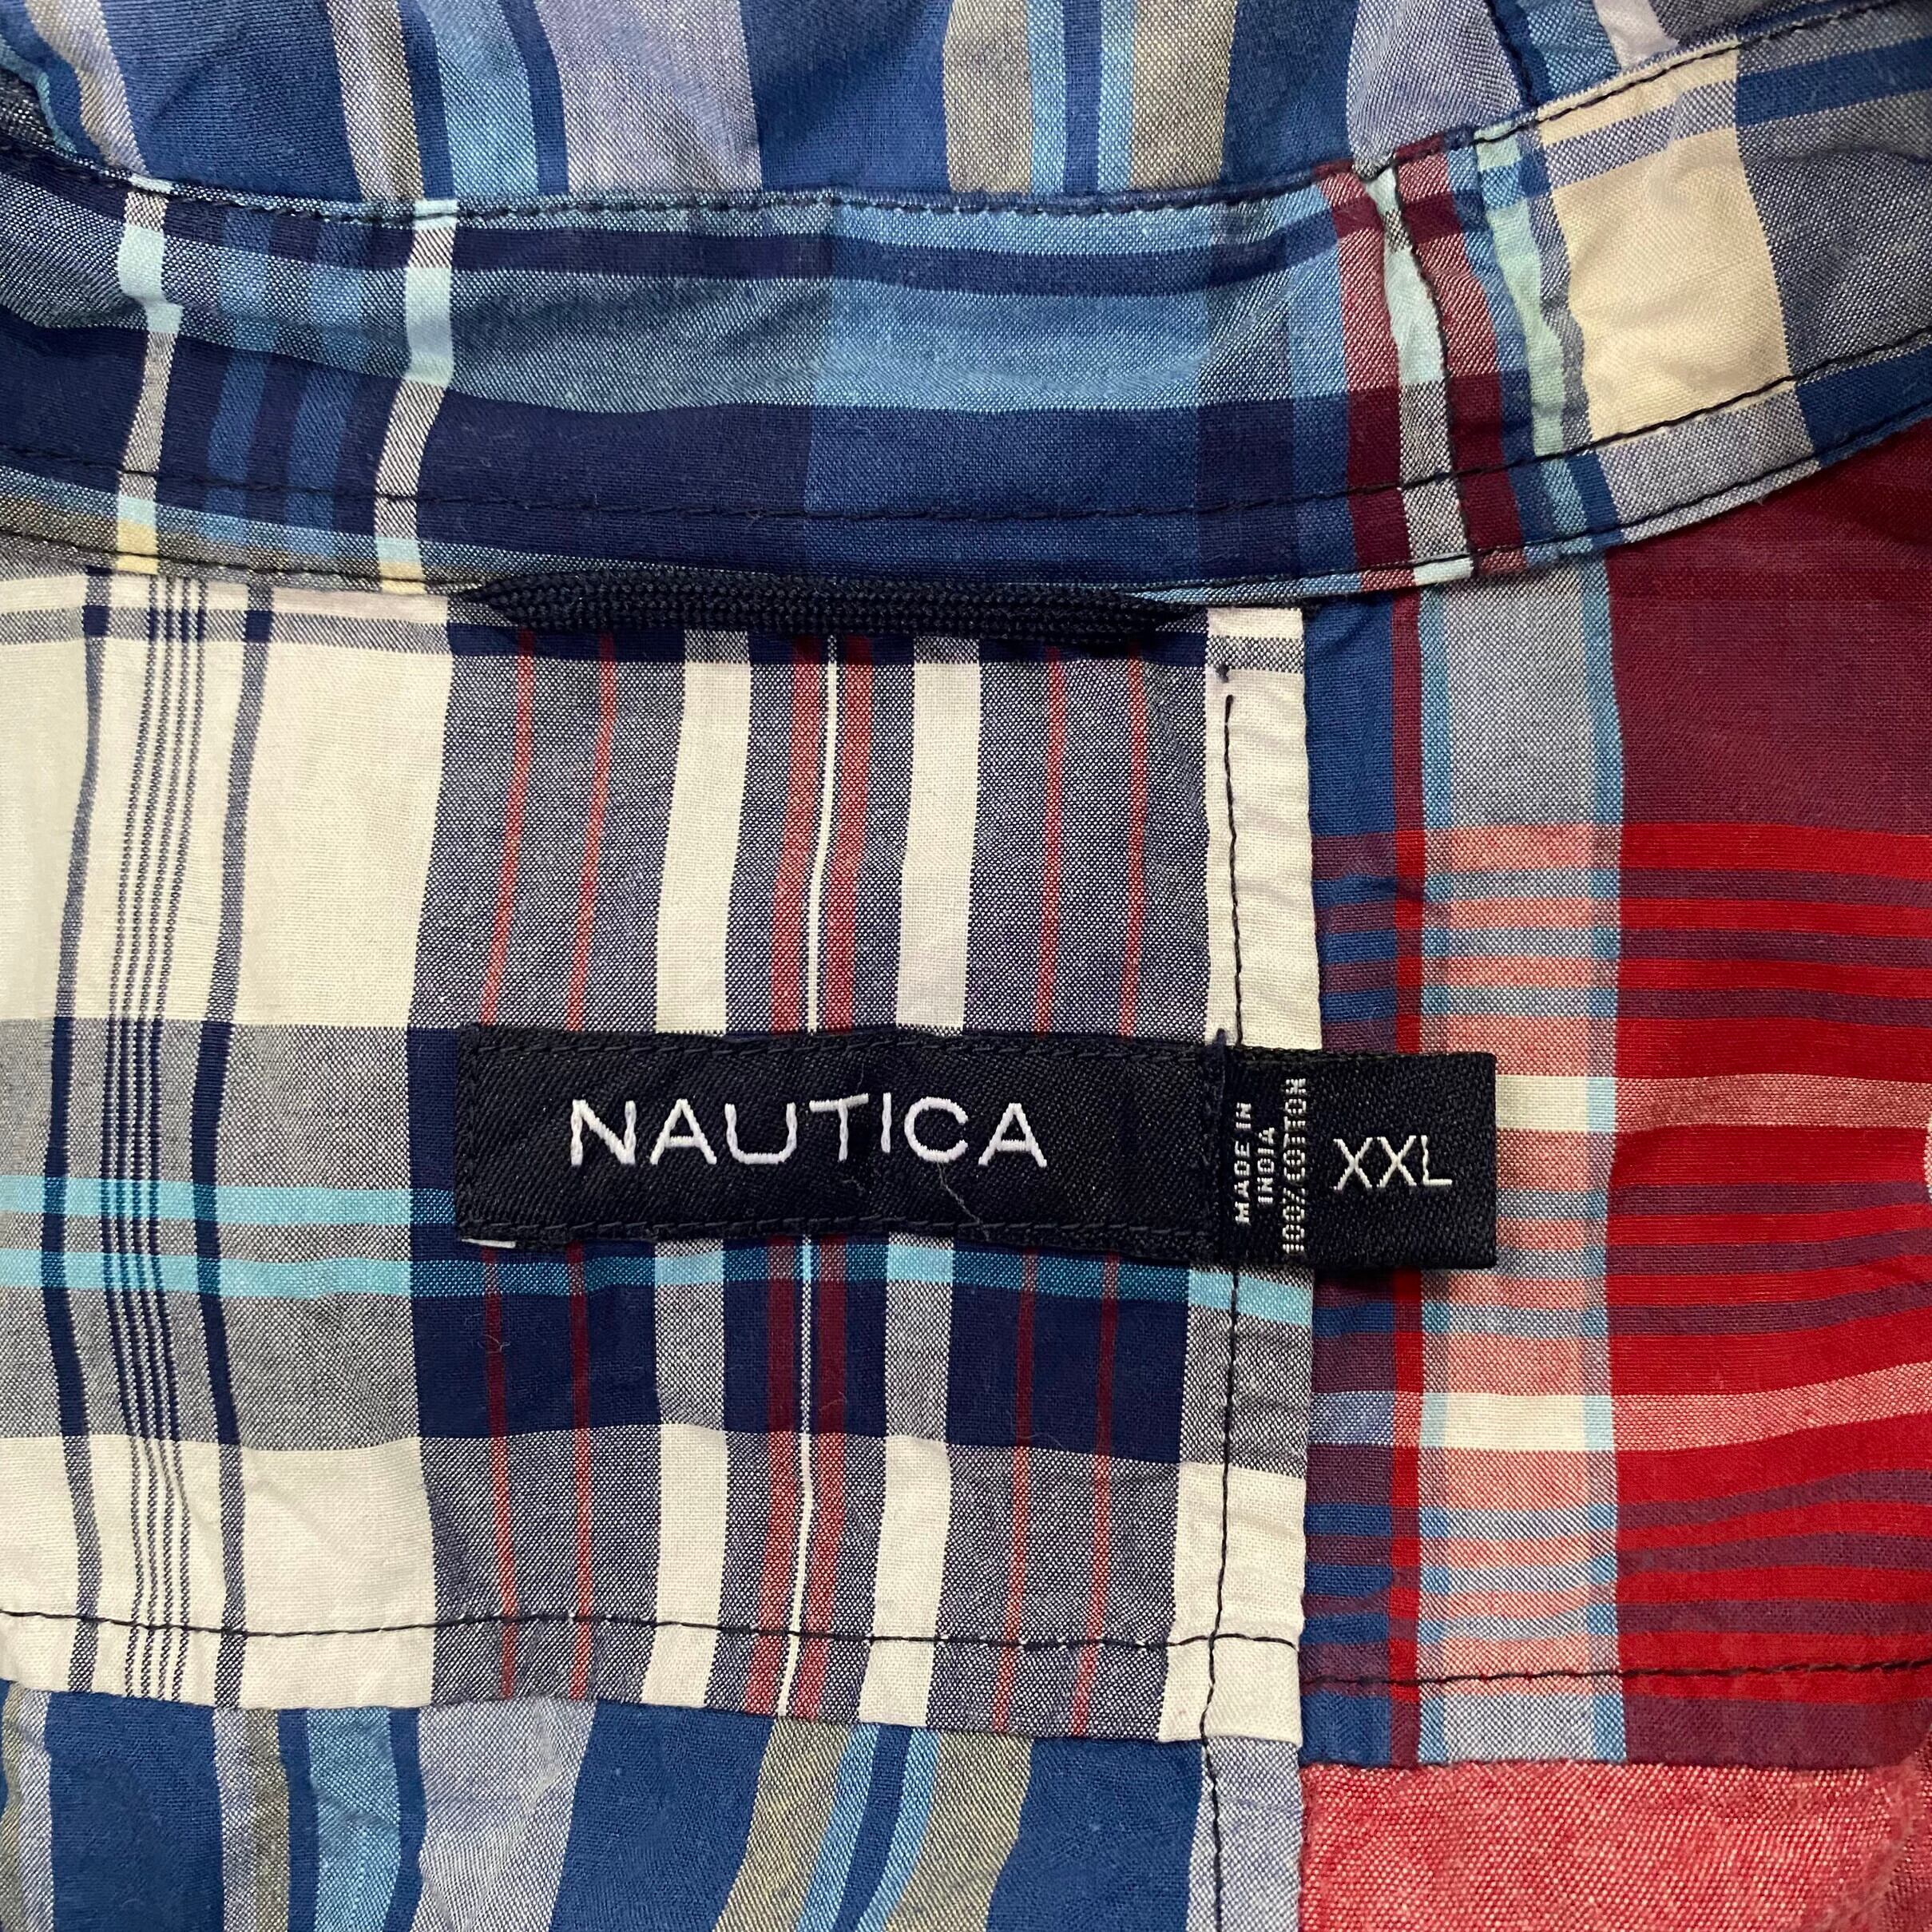 NAUTICA
MADE IN
INDIA
100% COTTON
XXL